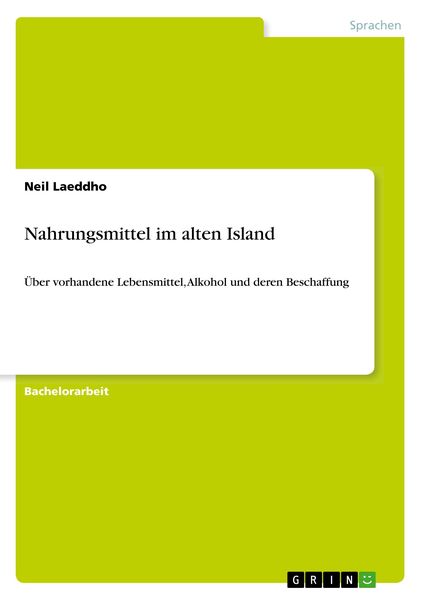 Sprachen
Neil Laeddho
Nahrungsmittel im alten Island
Über vorhandene Lebensmittel, Alkohol und deren Beschaffung
Bachelorarbeit
GRIN